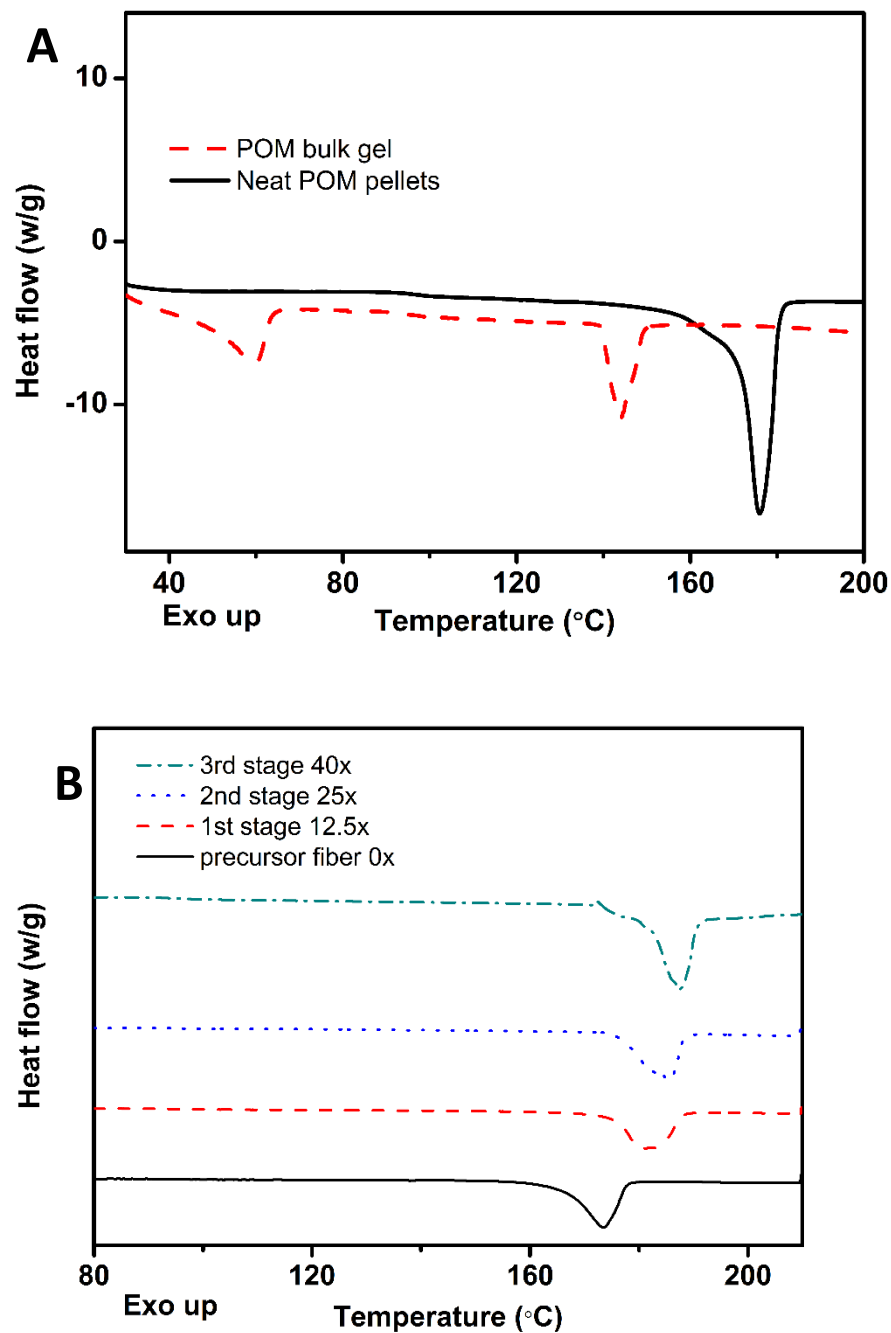 A
POM bulk gel
Neat POM pellets
10
0
-10
Heat flow (w/g)
40 80 120 160 200
Exo up Temperature (°C)
B
3rd stage 40x
2nd stage 25x
1st stage 12.5x
precursor fiber 0x
Heat flow (w/g)
80 120 160 200
Exo up Temperature (°C)